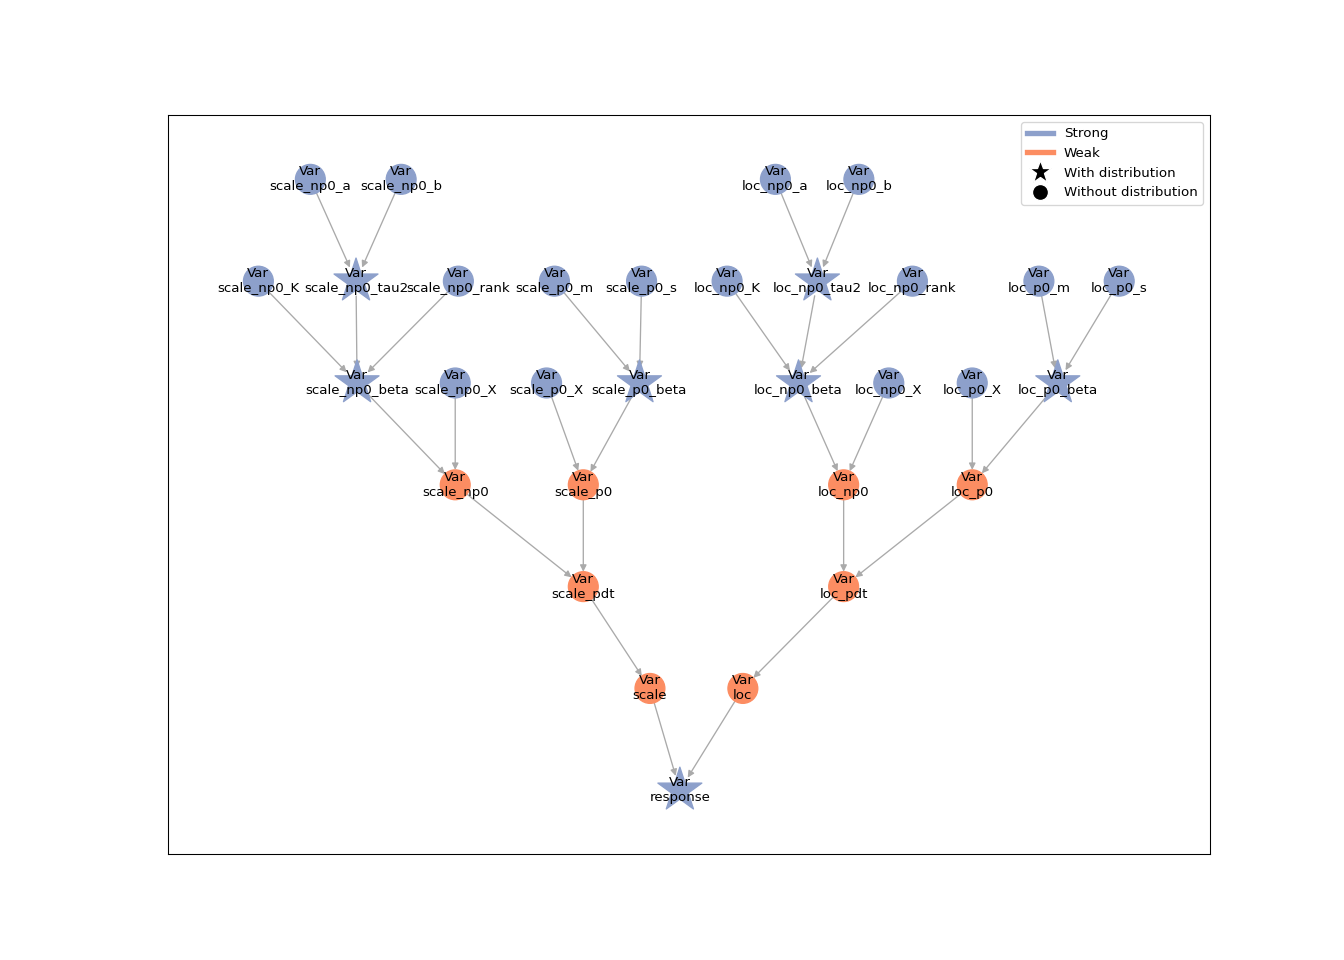 Strong
Weak
With distribution
Without distribution
Var
scale_np0_a
Var
scale_np0_b
Var
loc_np0_a
Var
loc_np0_b
Var
scale_np0_K
Var
scale_np0_tau2
Var
scale_np0_rank
Var
scale_p0_m
Var
scale_p0_s
Var
loc_np0_K
Var
loc_np0_tau2
Var
loc_np0_rank
Var
loc_p0_m
Var
loc_p0_s
Var
scale_np0_beta
Var
scale_np0_X
Var
scale_p0_X
Var
scale_p0_beta
Var
loc_np0_beta
Var
loc_np0_X
Var
loc_p0_X
Var
loc_p0_beta
Var
scale_np0
Var
scale_p0
Var
loc_np0
Var
loc_p0
Var
scale_pdt
Var
loc_pdt
Var
scale
Var
loc
Var
response